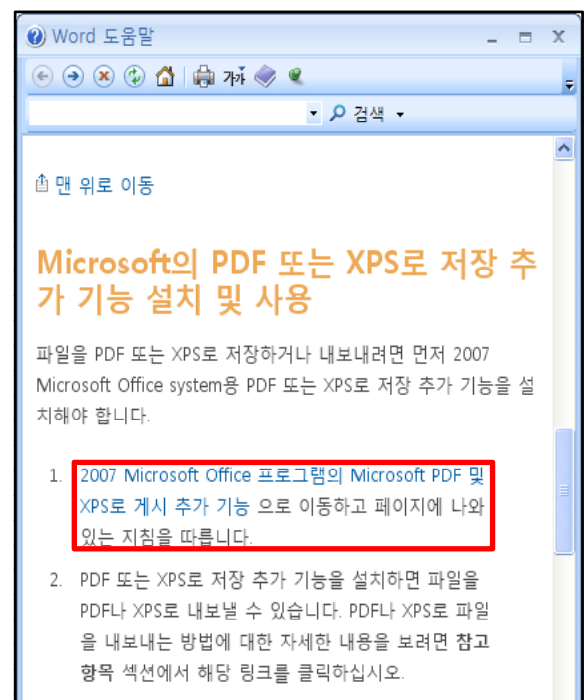 Word 도움말
가가
검색
맨 위로 이동
Microsoft의 PDF 또는 XPS로 저장 추
가 기능 설치 및 사용
파일을 PDF 또는 XPS로 저장하거나 내보내려면 먼저 2007
Microsoft Office system용 PDF 또는 XPS로 저장 추가 기능을 설
치해야 합니다.
1. 2007 Microsoft Office 프로그램의 Microsoft PDF 및
XPS로 게시 추가 기능 으로 이동하고 페이지에 나와
있는 지침을 따릅니다.
2. PDF 또는 XPS로 저장 추가 기능을 설치하면 파일을
PDF나 XPS로 내보낼 수 있습니다. PDF나 XPS로 파일
을 내보내는 방법에 대한 자세한 내용을 보려면 참고
항목 섹션에서 해당 링크를 클릭하십시오.